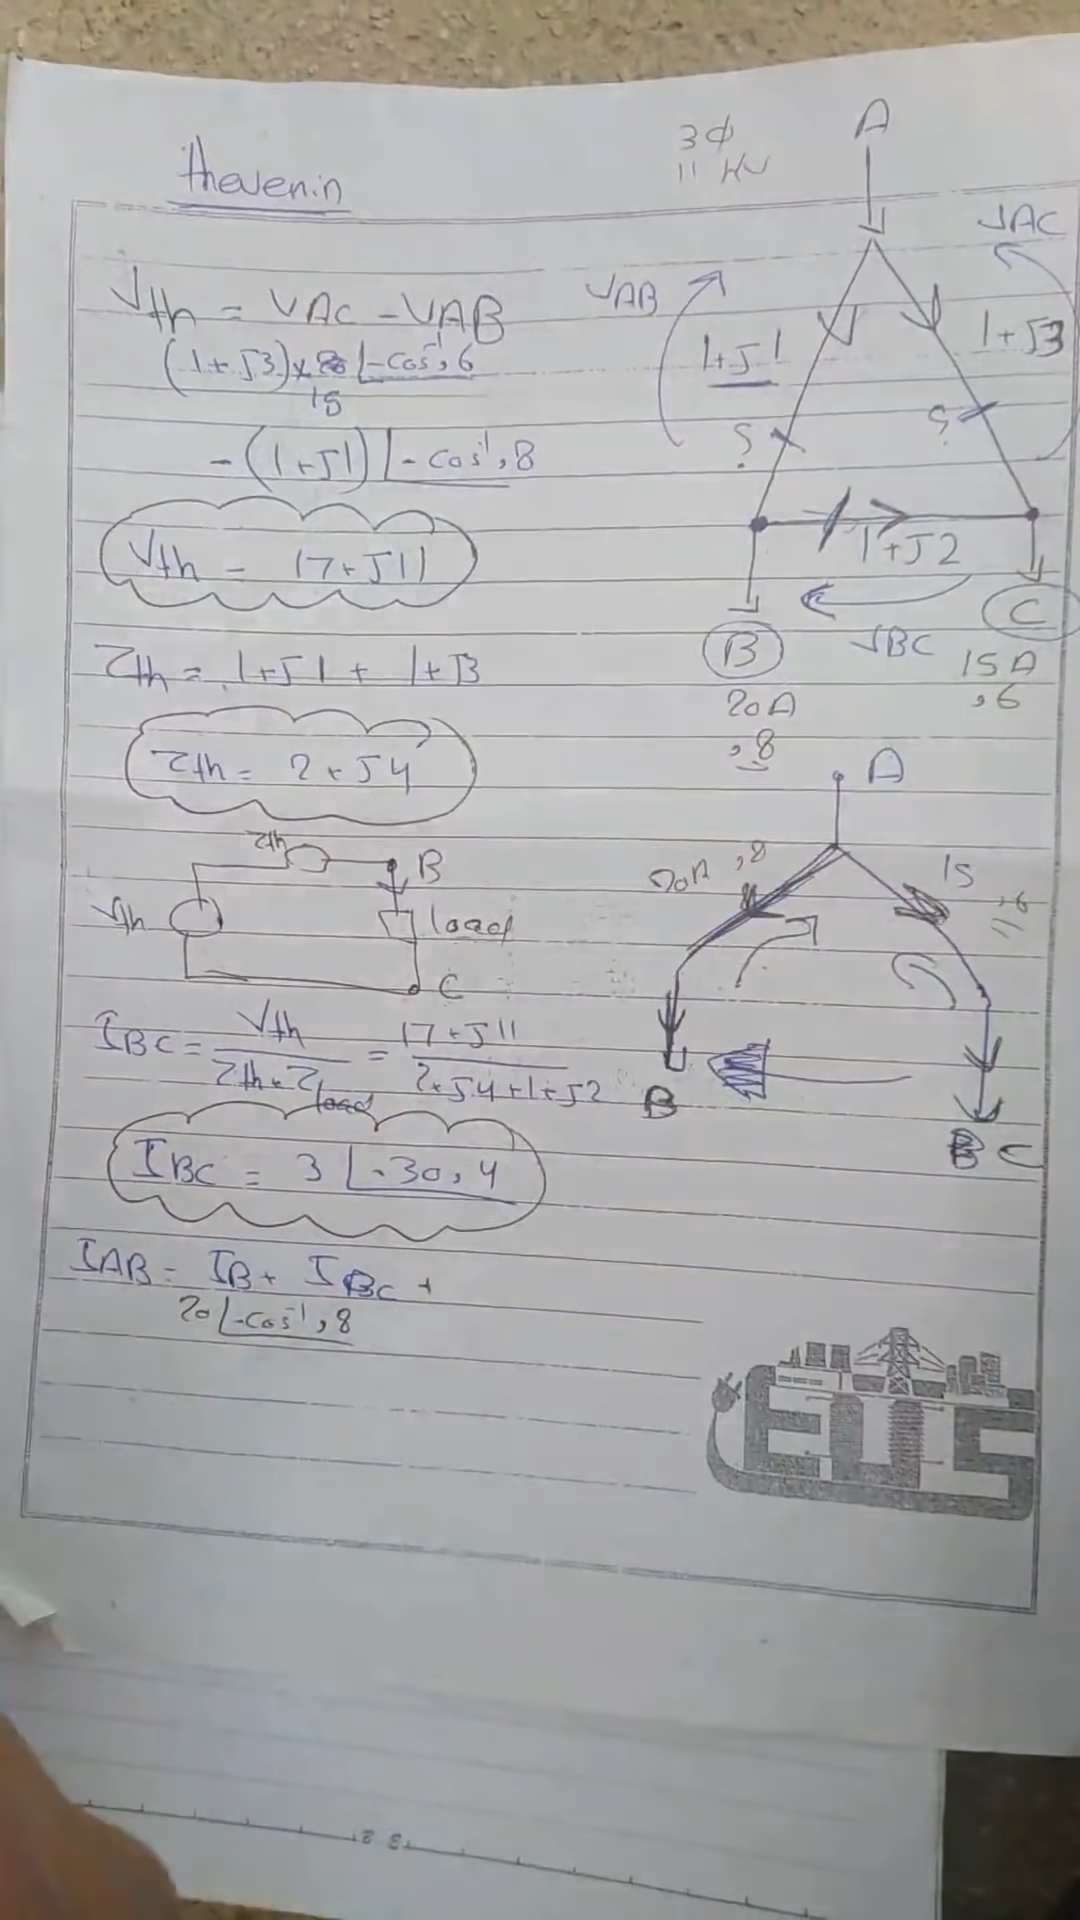 thevenin
3Φ
11 KV
A
Vth = VAC - VAB
VAB
VAC
(1+J3)× ∠-cos⁻¹,6
15
1+J1
1+J3
- (1+J1) ∠-cos⁻¹,8
?
?
Vth = 17+J11
1+J2
Zth = 1+J1 + 1+J3
B
VBC
C
20A
,8
15A
,6
Zth = 2+J4
A
Zth
B
20A ,8
15
,6
Vth
load
C
IBC = Vth / Zth+Zload = 17+J11 / 2+J4+1+J2
B
C
IBC = 3 ∠-30,4
IAB = IB + IBC +
20 ∠-cos⁻¹,8
EUS